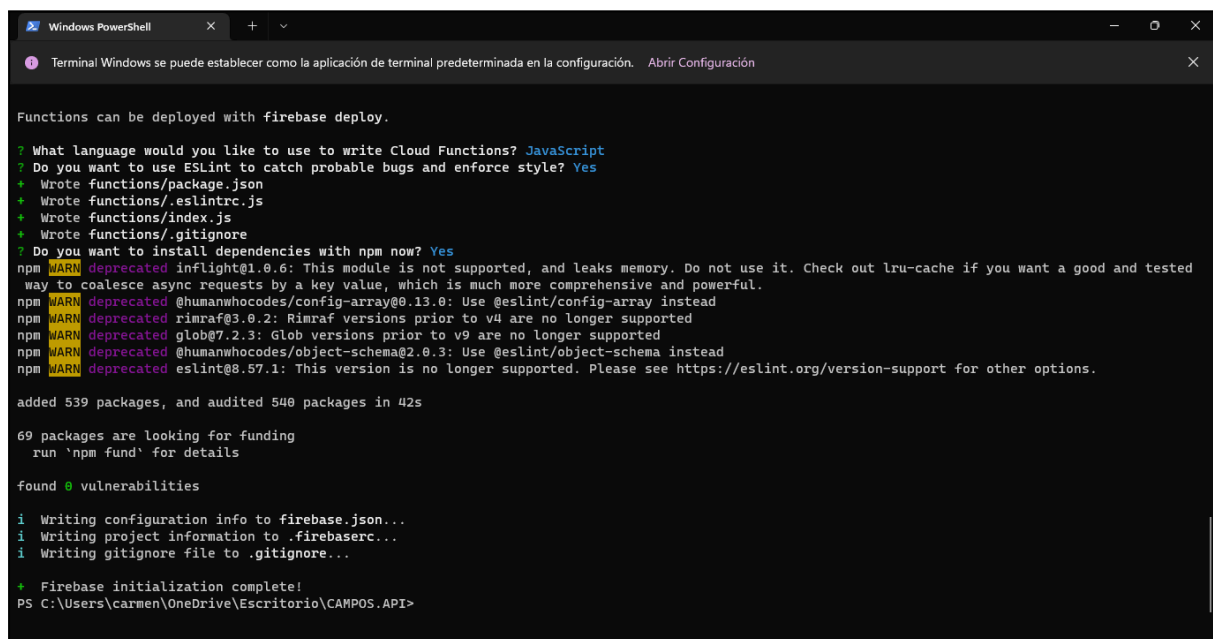 Windows PowerShell
Terminal Windows se puede establecer como la aplicación de terminal predeterminada en la configuración. Abrir Configuración
Functions can be deployed with firebase deploy.
? What language would you like to use to write Cloud Functions? JavaScript
? Do you want to use ESLint to catch probable bugs and enforce style? Yes
+  Wrote functions/package.json
+  Wrote functions/.eslintrc.js
+  Wrote functions/index.js
+  Wrote functions/.gitignore
? Do you want to install dependencies with npm now? Yes
npm WARN deprecated inflight@1.0.6: This module is not supported, and leaks memory. Do not use it. Check out lru-cache if you want a good and tested
 way to coalesce async requests by a key value, which is much more comprehensive and powerful.
npm WARN deprecated @humanwhocodes/config-array@0.13.0: Use @eslint/config-array instead
npm WARN deprecated rimraf@3.0.2: Rimraf versions prior to v4 are no longer supported
npm WARN deprecated glob@7.2.3: Glob versions prior to v9 are no longer supported
npm WARN deprecated @humanwhocodes/object-schema@2.0.3: Use @eslint/object-schema instead
npm WARN deprecated eslint@8.57.1: This version is no longer supported. Please see https://eslint.org/version-support for other options.
added 539 packages, and audited 540 packages in 42s
69 packages are looking for funding
  run `npm fund` for details
found 0 vulnerabilities
i  Writing configuration info to firebase.json...
i  Writing project information to .firebaserc...
i  Writing gitignore file to .gitignore...
+  Firebase initialization complete!
PS C:\Users\carmen\OneDrive\Escritorio\CAMPOS.API>